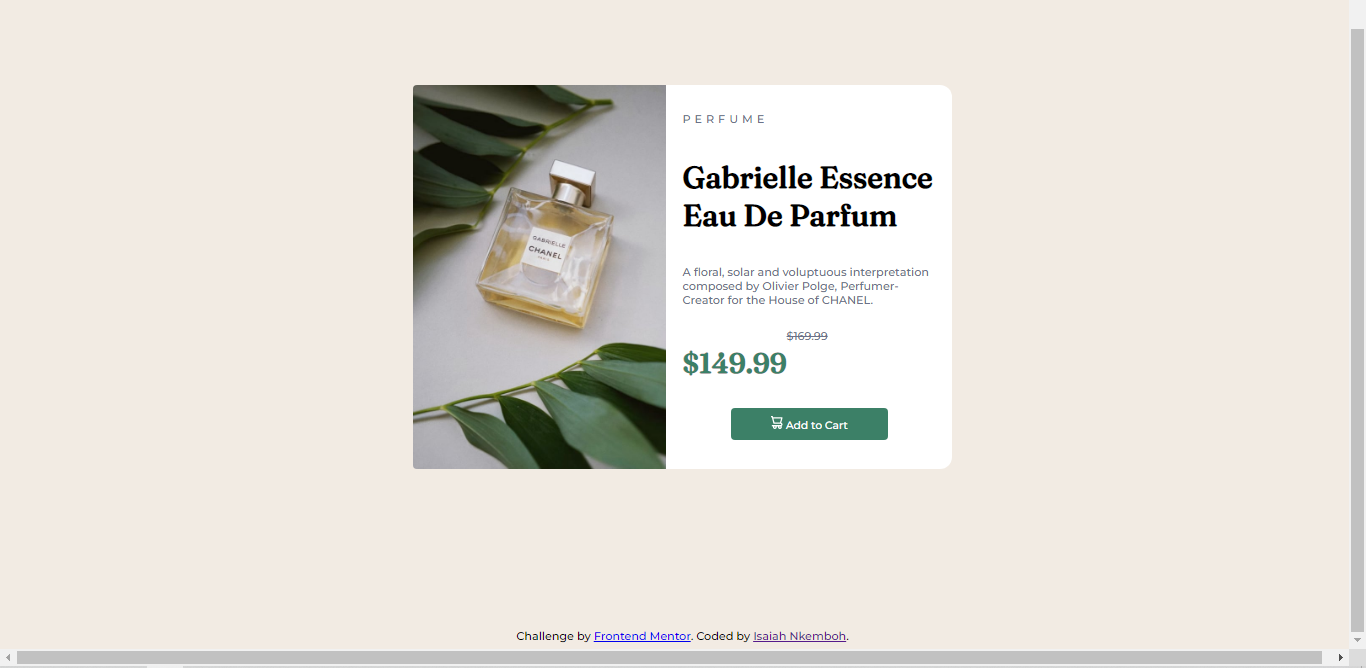 PERFUME
Gabrielle Essence
Eau De Parfum
A floral, solar and voluptuous interpretation
composed by Olivier Polge, Perfumer-
Creator for the House of CHANEL.
$169.99
$149.99
Add to Cart
GABRIELLE
CHANEL
PARIS
Challenge by Frontend Mentor. Coded by Isaiah Nkemboh.